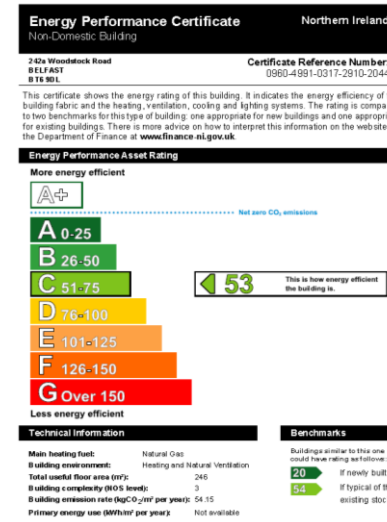 Energy Performance Certificate
Northern Ireland
Non-Domestic Building
242a Woodstock Road
BELFAST
BT6 9DL
Certificate Reference Number:
0960-4991-0317-2910-2044
This certificate shows the energy rating of this building. It indicates the energy efficiency of
building fabric and the heating, ventilation, cooling and lighting systems. The rating is compa
to two benchmarks for this type of building: one appropriate for new buildings and one appropri
for existing buildings. There is more advice on how to interpret this information on the website
the Department of Finance at www.finance-ni.gov.uk
Energy Performance Asset Rating
More energy efficient
A+
Net zero CO2 emissions
A 0-25
B 26-50
C 51-75
53
This is how energy efficient
the building is.
D 76-100
E 101-125
F 126-150
G Over 150
Less energy efficient
Technical Information
Main heating fuel: Natural Gas
Building environment: Heating and Natural Ventilation
Total useful floor area (m²): 246
Building complexity (NOS level): 3
Building emission rate (kgCO2/m² per year): 54.15
Primary energy use (kWh/m² per year): Not available
Benchmarks
Buildings similar to this one
could have rating as follows:
20 If newly built
54 If typical of th
existing stoc